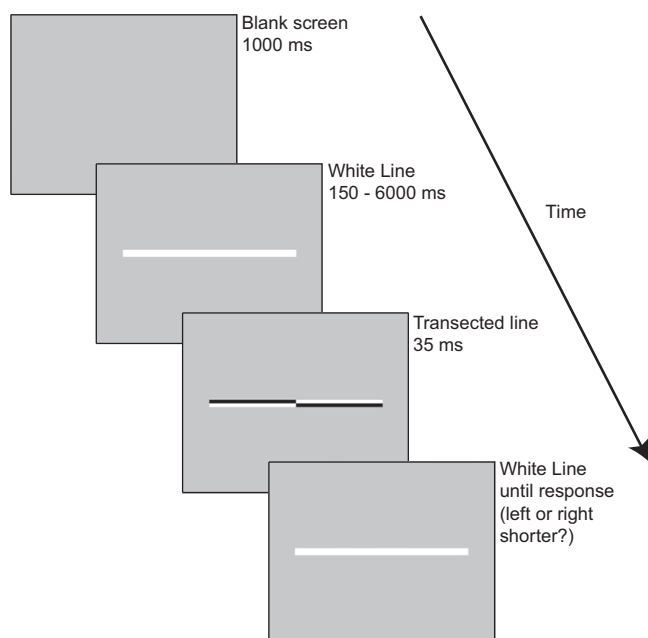 Blank screen
1000 ms
White Line
150 - 6000 ms
Time
Transected line
35 ms
White Line
until response
(left or right
shorter?)